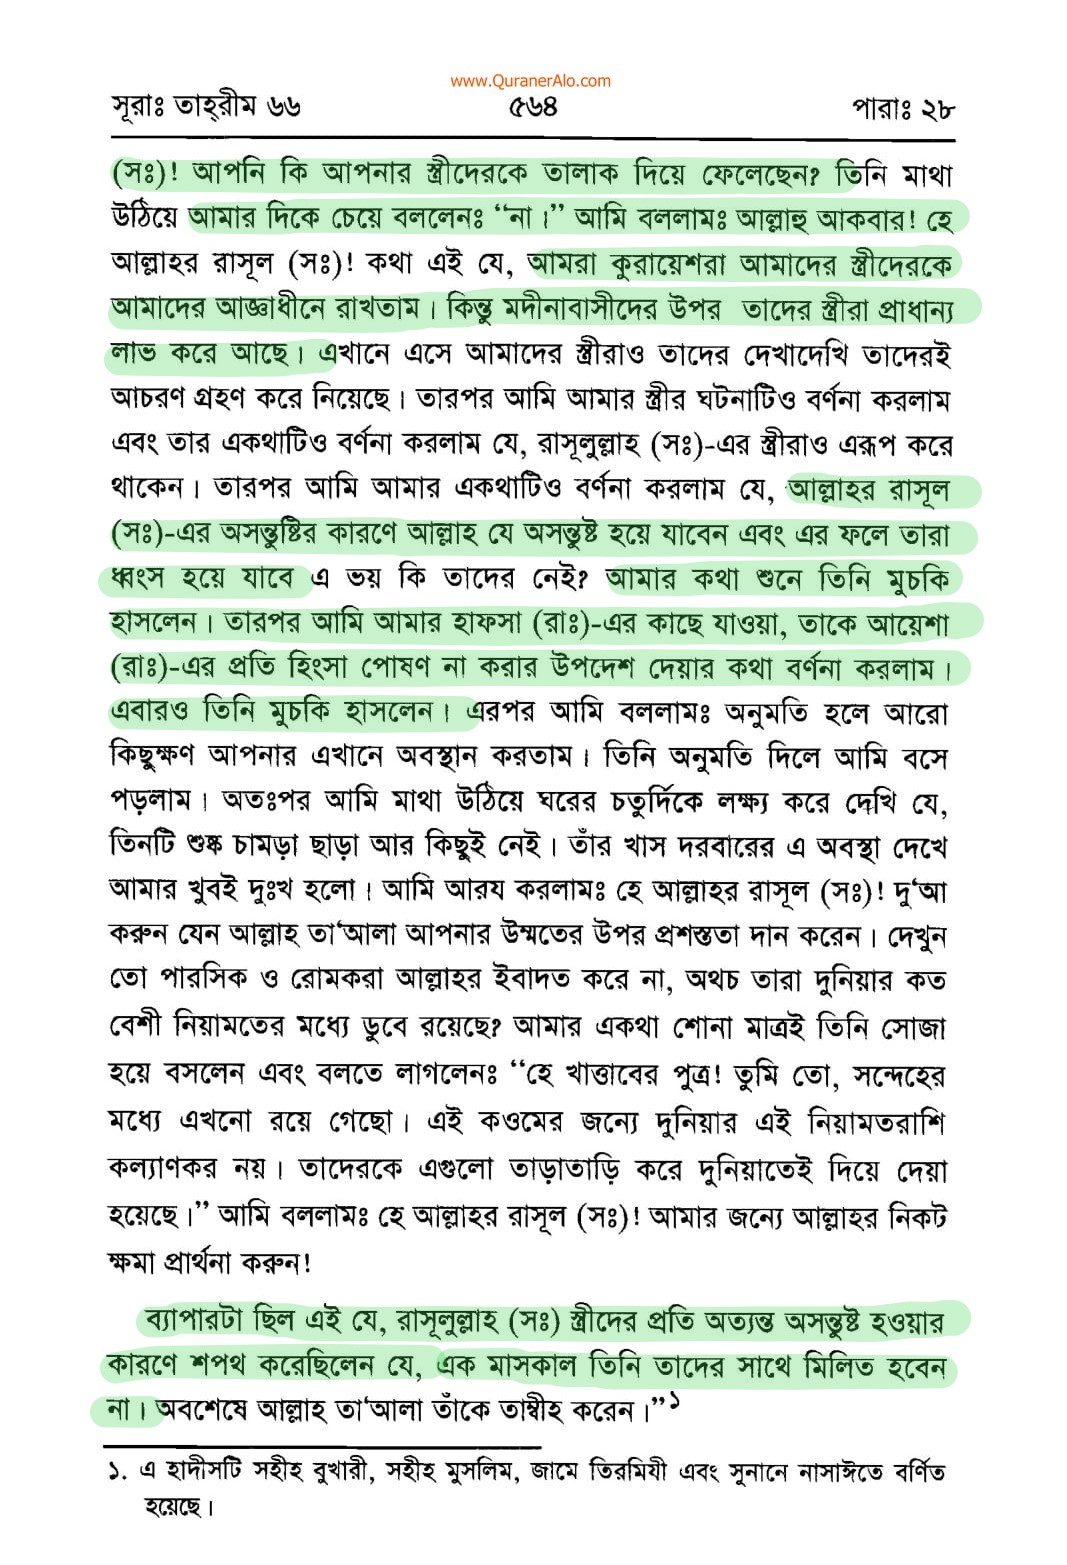 www.QuranerAlo.com
সূরাঃ তাহ্‌রীম ৬৬ ৫৬৪ পারাঃ ২৮
(সঃ)! আপনি কি আপনার স্ত্রীদেরকে তালাক দিয়ে ফেলেছেন? তিনি মাথা
উঠিয়ে আমার দিকে চেয়ে বললেনঃ “না।” আমি বললামঃ আল্লাহু আকবার! হে
আল্লাহর রাসূল (সঃ)! কথা এই যে, আমরা কুরায়েশরা আমাদের স্ত্রীদেরকে
আমাদের আজ্ঞাধীনে রাখতাম। কিন্তু মদীনাবাসীদের উপর তাদের স্ত্রীরা প্রাধান্য
লাভ করে আছে। এখানে এসে আমাদের স্ত্রীরাও তাদের দেখাদেখি তাদেরই
আচরণ গ্রহণ করে নিয়েছে। তারপর আমি আমার স্ত্রীর ঘটনাটিও বর্ণনা করলাম
এবং তার একথাটিও বর্ণনা করলাম যে, রাসূলুল্লাহ (সঃ)-এর স্ত্রীরাও এরূপ করে
থাকেন। তারপর আমি আমার একথাটিও বর্ণনা করলাম যে, আল্লাহর রাসূল
(সঃ)-এর অসন্তুষ্টির কারণে আল্লাহ যে অসন্তুষ্ট হয়ে যাবেন এবং এর ফলে তারা
ধ্বংস হয়ে যাবে এ ভয় কি তাদের নেই? আমার কথা শুনে তিনি মুচকি
হাসলেন। তারপর আমি আমার হাফসা (রাঃ)-এর কাছে যাওয়া, তাকে আয়েশা
(রাঃ)-এর প্রতি হিংসা পোষণ না করার উপদেশ দেয়ার কথা বর্ণনা করলাম।
এবারও তিনি মুচকি হাসলেন। এরপর আমি বললামঃ অনুমতি হলে আরো
কিছুক্ষণ আপনার এখানে অবস্থান করতাম। তিনি অনুমতি দিলে আমি বসে
পড়লাম। অতঃপর আমি মাথা উঠিয়ে ঘরের চতুর্দিকে লক্ষ্য করে দেখি যে,
তিনটি শুষ্ক চামড়া ছাড়া আর কিছুই নেই। তাঁর খাস দরবারের এ অবস্থা দেখে
আমার খুবই দুঃখ হলো। আমি আরয করলামঃ হে আল্লাহর রাসূল (সঃ)! দু‘আ
করুন যেন আল্লাহ তা‘আলা আপনার উম্মতের উপর প্রশস্ততা দান করেন। দেখুন
তো পারসিক ও রোমকরা আল্লাহর ইবাদত করে না, অথচ তারা দুনিয়ার কত
বেশী নিয়ামতের মধ্যে ডুবে রয়েছে? আমার একথা শোনা মাত্রই তিনি সোজা
হয়ে বসলেন এবং বলতে লাগলেনঃ “হে খাত্তাবের পুত্র! তুমি তো, সন্দেহের
মধ্যে এখনো রয়ে গেছো। এই কওমের জন্যে দুনিয়ার এই নিয়ামতরাশি
কল্যাণকর নয়। তাদেরকে এগুলো তাড়াতাড়ি করে দুনিয়াতেই দিয়ে দেয়া
হয়েছে।” আমি বললামঃ হে আল্লাহর রাসূল (সঃ)! আমার জন্যে আল্লাহর নিকট
ক্ষমা প্রার্থনা করুন!
ব্যাপারটা ছিল এই যে, রাসূলুল্লাহ (সঃ) স্ত্রীদের প্রতি অত্যন্ত অসন্তুষ্ট হওয়ার
কারণে শপথ করেছিলেন যে, এক মাসকাল তিনি তাদের সাথে মিলিত হবেন
না। অবশেষে আল্লাহ তা‘আলা তাঁকে তাম্বীহ করেন।”১
১. এ হাদীসটি সহীহ বুখারী, সহীহ মুসলিম, জামে তিরমিযী এবং সুনানে নাসাঈতে বর্ণিত
হয়েছে।